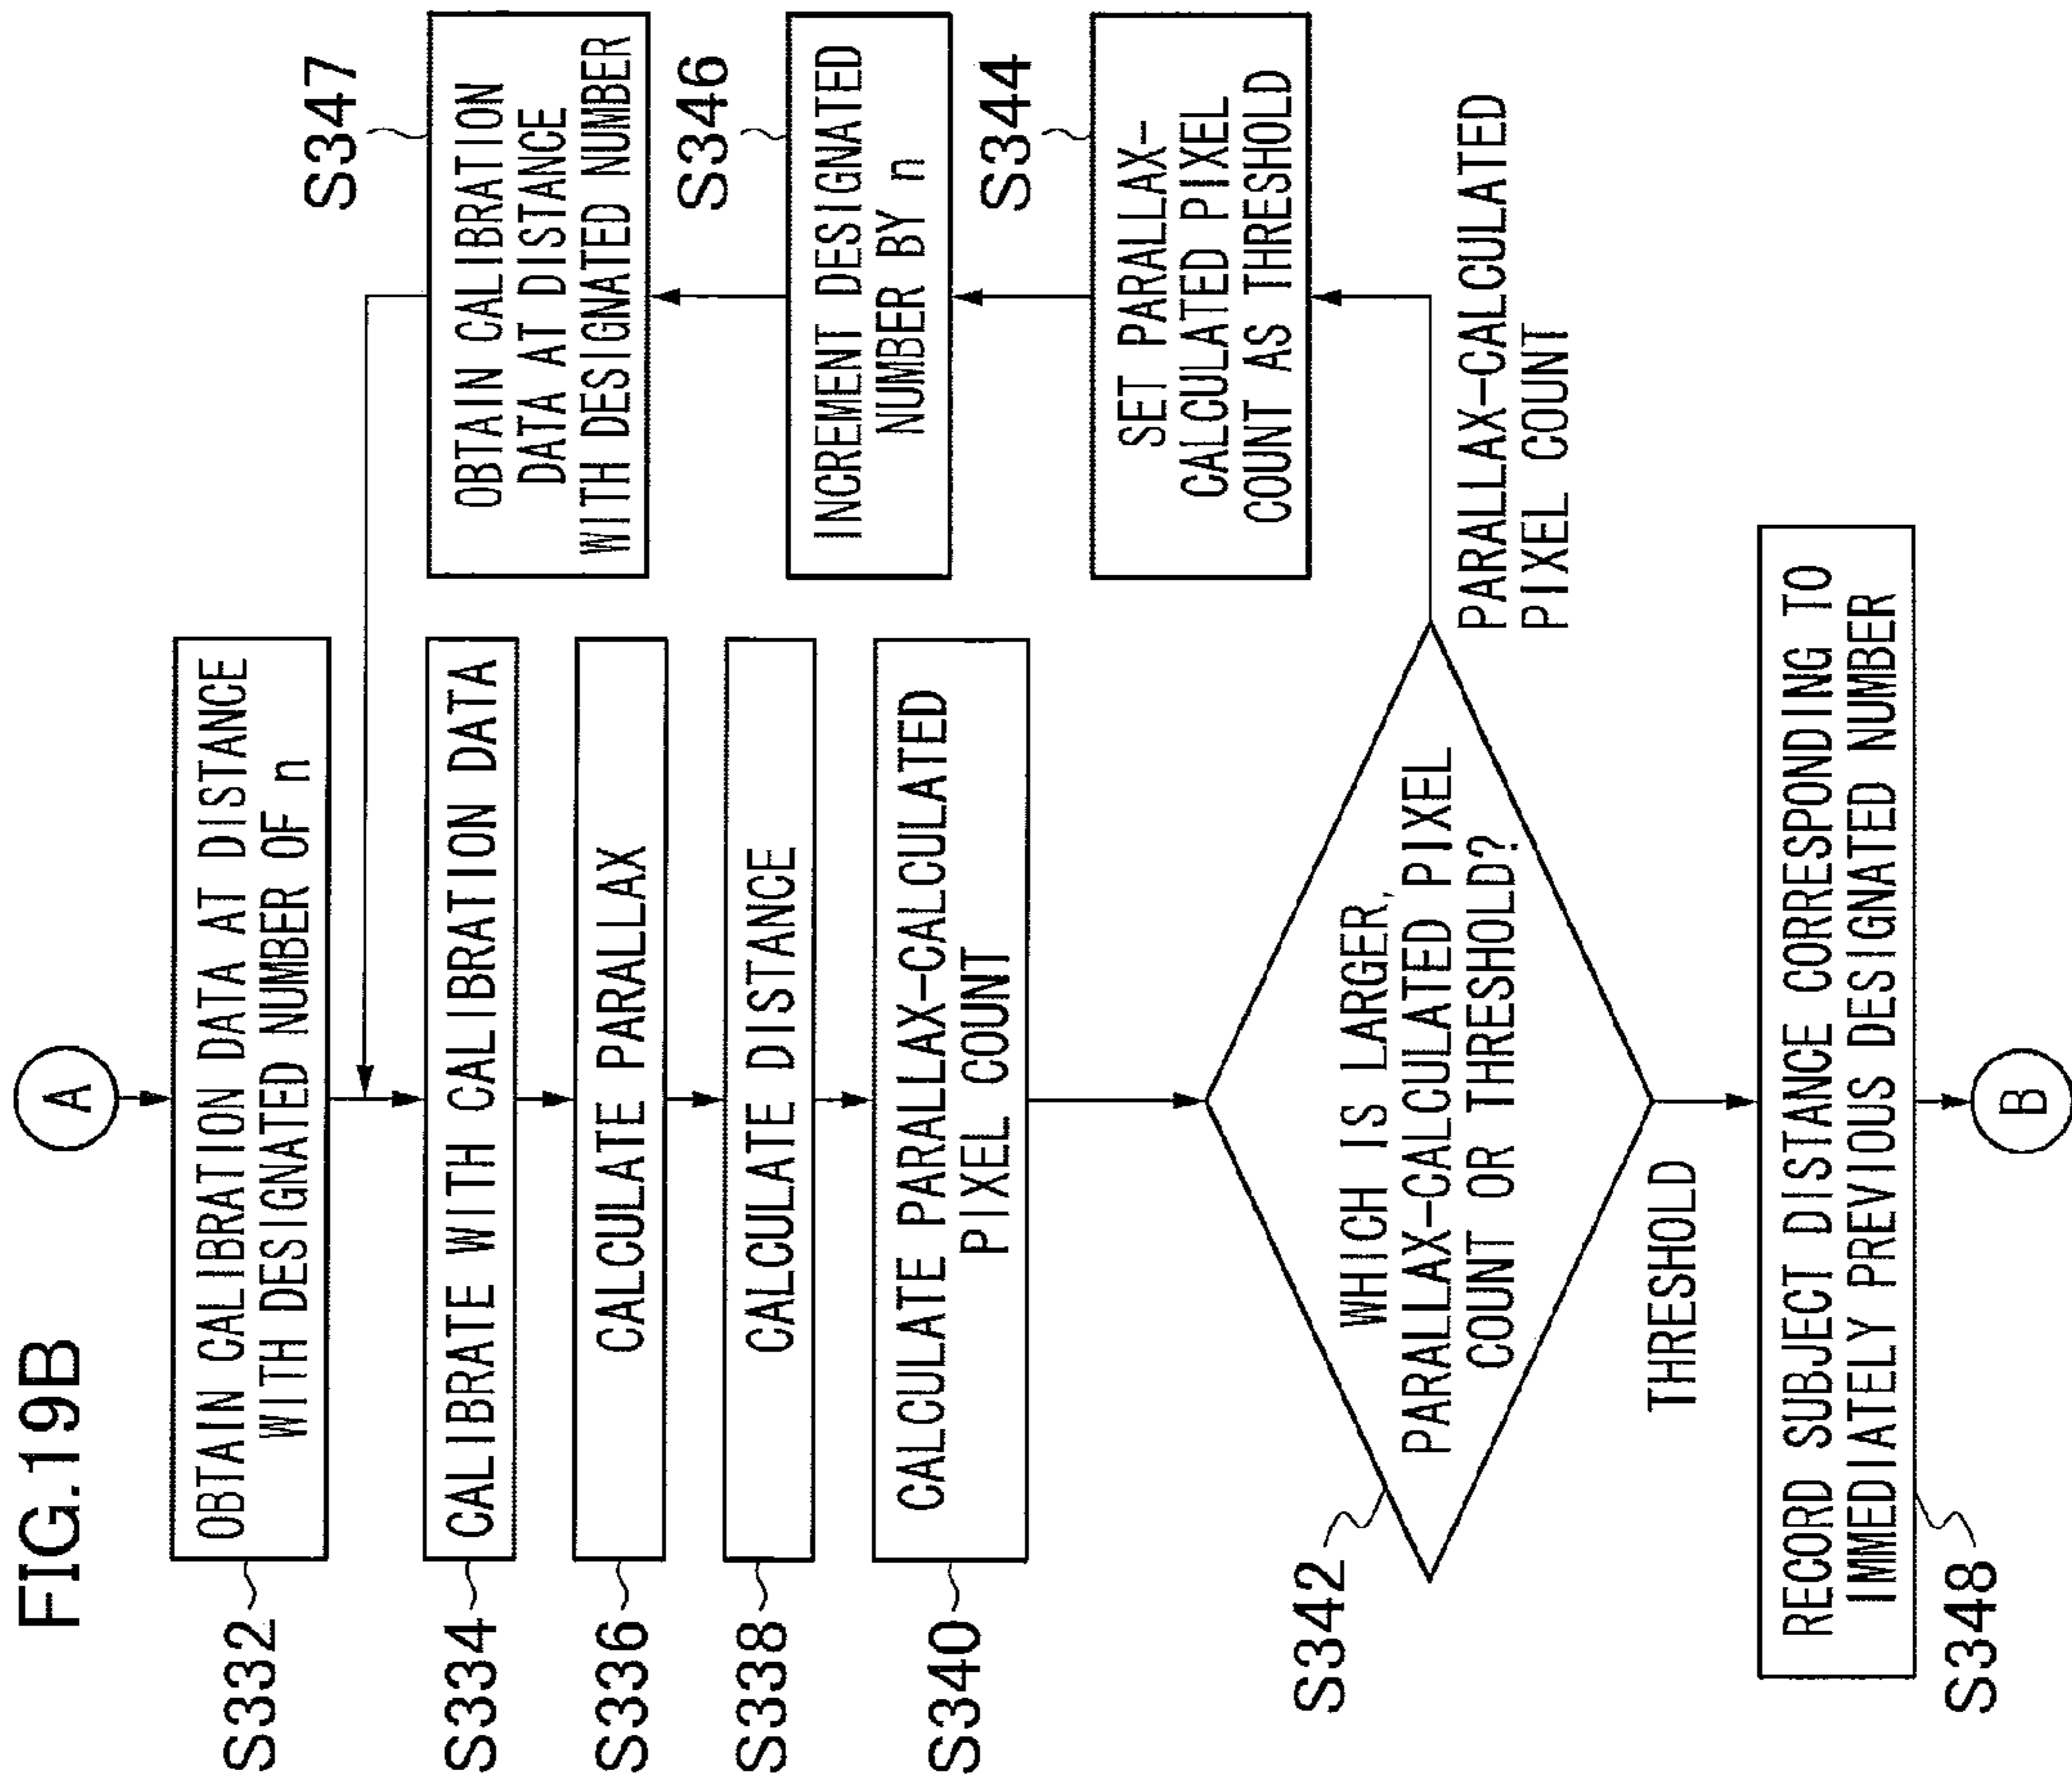 FIG.19B
A
S332
OBTAIN CALIBRATION DATA AT DISTANCE
WITH DESIGNATED NUMBER OF n
S334
CALIBRATE WITH CALIBRATION DATA
S336
CALCULATE PARALLAX
S338
CALCULATE DISTANCE
S340
CALCULATE PARALLAX-CALCULATED
PIXEL COUNT
S342
WHICH IS LARGER,
PARALLAX-CALCULATED PIXEL
COUNT OR THRESHOLD?
PARALLAX-CALCULATED
PIXEL COUNT
S344
SET PARALLAX-
CALCULATED PIXEL
COUNT AS THRESHOLD
S346
INCREMENT DESIGNATED
NUMBER BY n
S347
OBTAIN CALIBRATION
DATA AT DISTANCE
WITH DESIGNATED NUMBER
THRESHOLD
S348
RECORD SUBJECT DISTANCE CORRESPONDING TO
IMMEDIATELY PREVIOUS DESIGNATED NUMBER
B